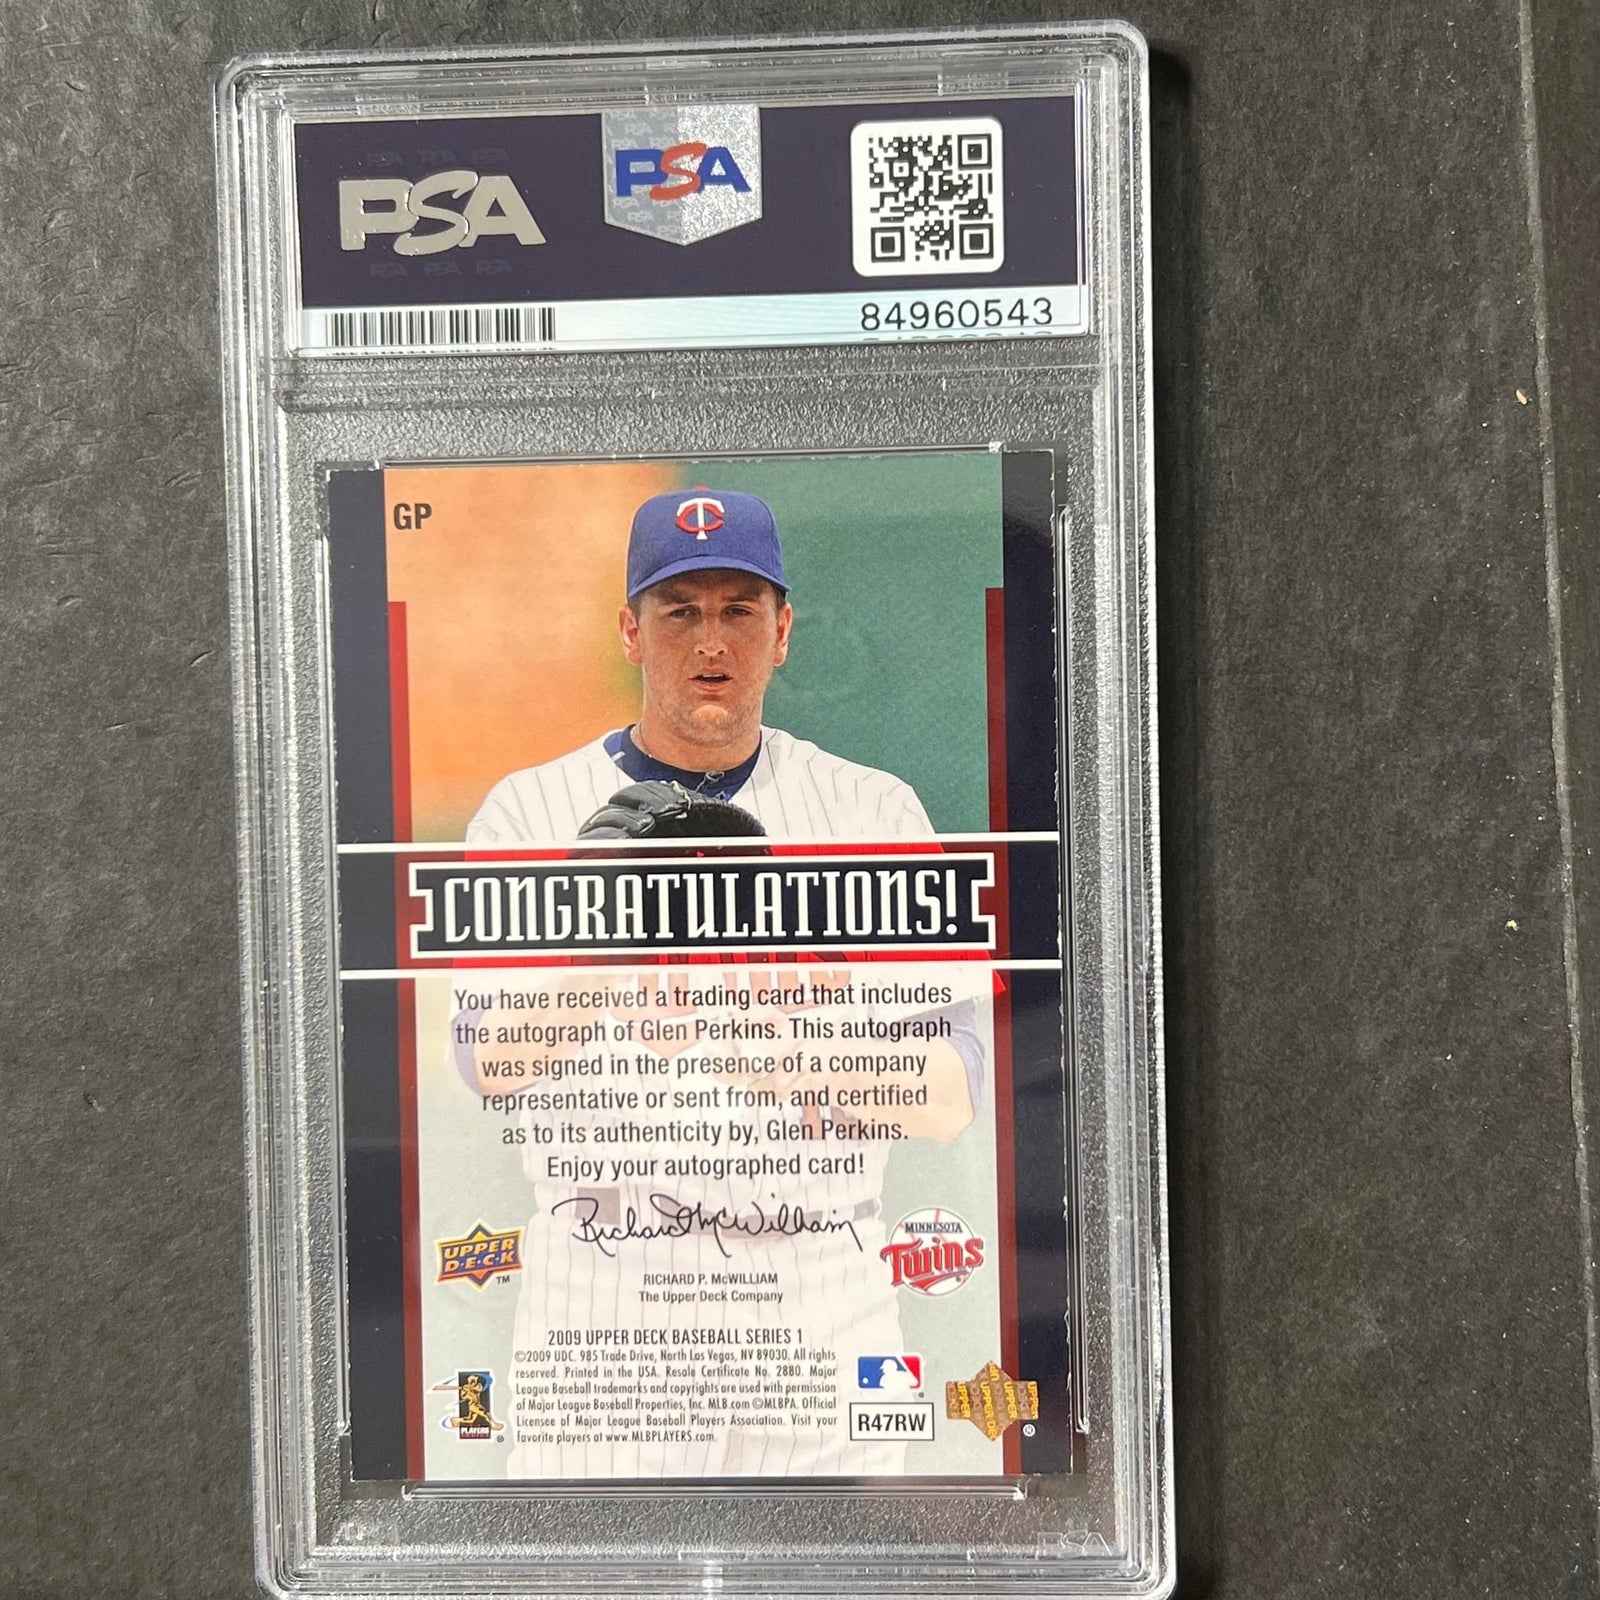 PSA
PSA
84960543
GP
TC
CONGRATULATIONS!
You have received a trading card that includes
the autograph of Glen Perkins. This autograph
was signed in the presence of a company
representative or sent from, and certified
as to its authenticity by, Glen Perkins.
Enjoy your autographed card!
Richard McWilliam
UPPER
D·E·C·K
TM
MINNESOTA
Twins
RICHARD P. McWILLIAM
The Upper Deck Company
2009 UPPER DECK BASEBALL SERIES 1
©2009 UDC. 985 Trade Drive, North Las Vegas, NV 89030. All rights
reserved. Printed in the USA. Resale Certificate No. 2880. Major
League Baseball trademarks and copyrights are used with permission
of Major League Baseball Properties, Inc. MLB.com ©MLBPA. Official
Licensee of Major League Baseball Players Association. Visit your
favorite players at www.MLBPLAYERS.com.
PLAYERS
R47RW
PSA